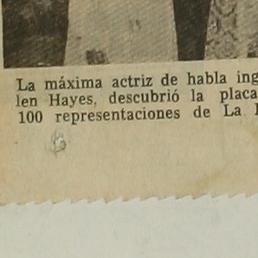 La máxima actriz de habla ing
len Hayes, descubrió la placa
100 representaciones de La